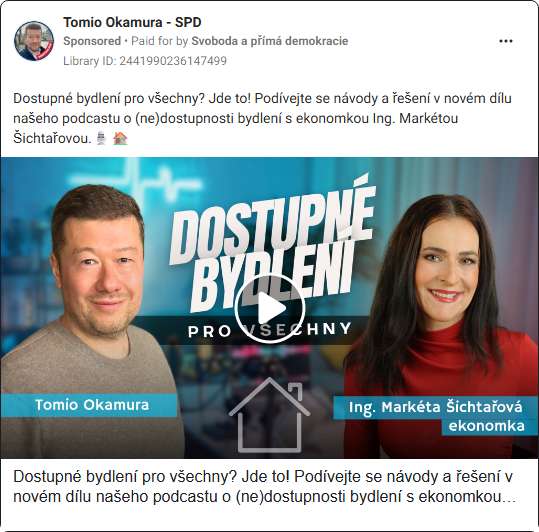 Tomio Okamura - SPD
Sponsored • Paid for by Svoboda a přímá demokracie
Library ID: 2441990236147499
Dostupné bydlení pro všechny? Jde to! Podívejte se návody a řešení v novém dílu
našeho podcastu o (ne)dostupnosti bydlení s ekonomkou Ing. Markétou
Šichtařovou. 🎙️ 🏠
DOSTUPNÉ
BYDLENÍ
PRO VŠECHNY
Tomio Okamura
Ing. Markéta Šichtařová
ekonomka
Dostupné bydlení pro všechny? Jde to! Podívejte se návody a řešení v
novém dílu našeho podcastu o (ne)dostupnosti bydlení s ekonomkou…